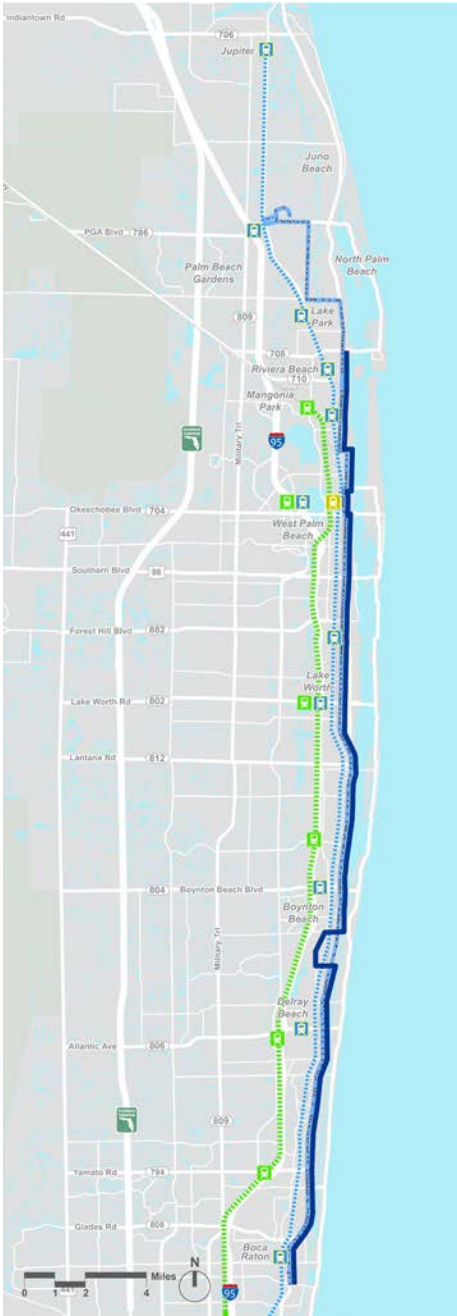 Indiantown Rd
706
Jupiter
Juno
Beach
PGA Blvd
786
North Palm
Beach
Palm Beach
Gardens
809
Lake
Park
708
Riviera Beach
710
Mangonia
Park
Military Trl
95
Okeechobee Blvd
704
West Palm
Beach
441
Southern Blvd
98
Forest Hill Blvd
882
Lake
Worth
Lake Worth Rd
802
Lantana Rd
812
804
Boynton Beach Blvd
Boynton
Beach
Military Trl
Delray
Beach
Atlantic Ave
806
809
Yamato Rd
794
Glades Rd
808
Boca
Raton
N
Miles
0 1 2 4
441
95